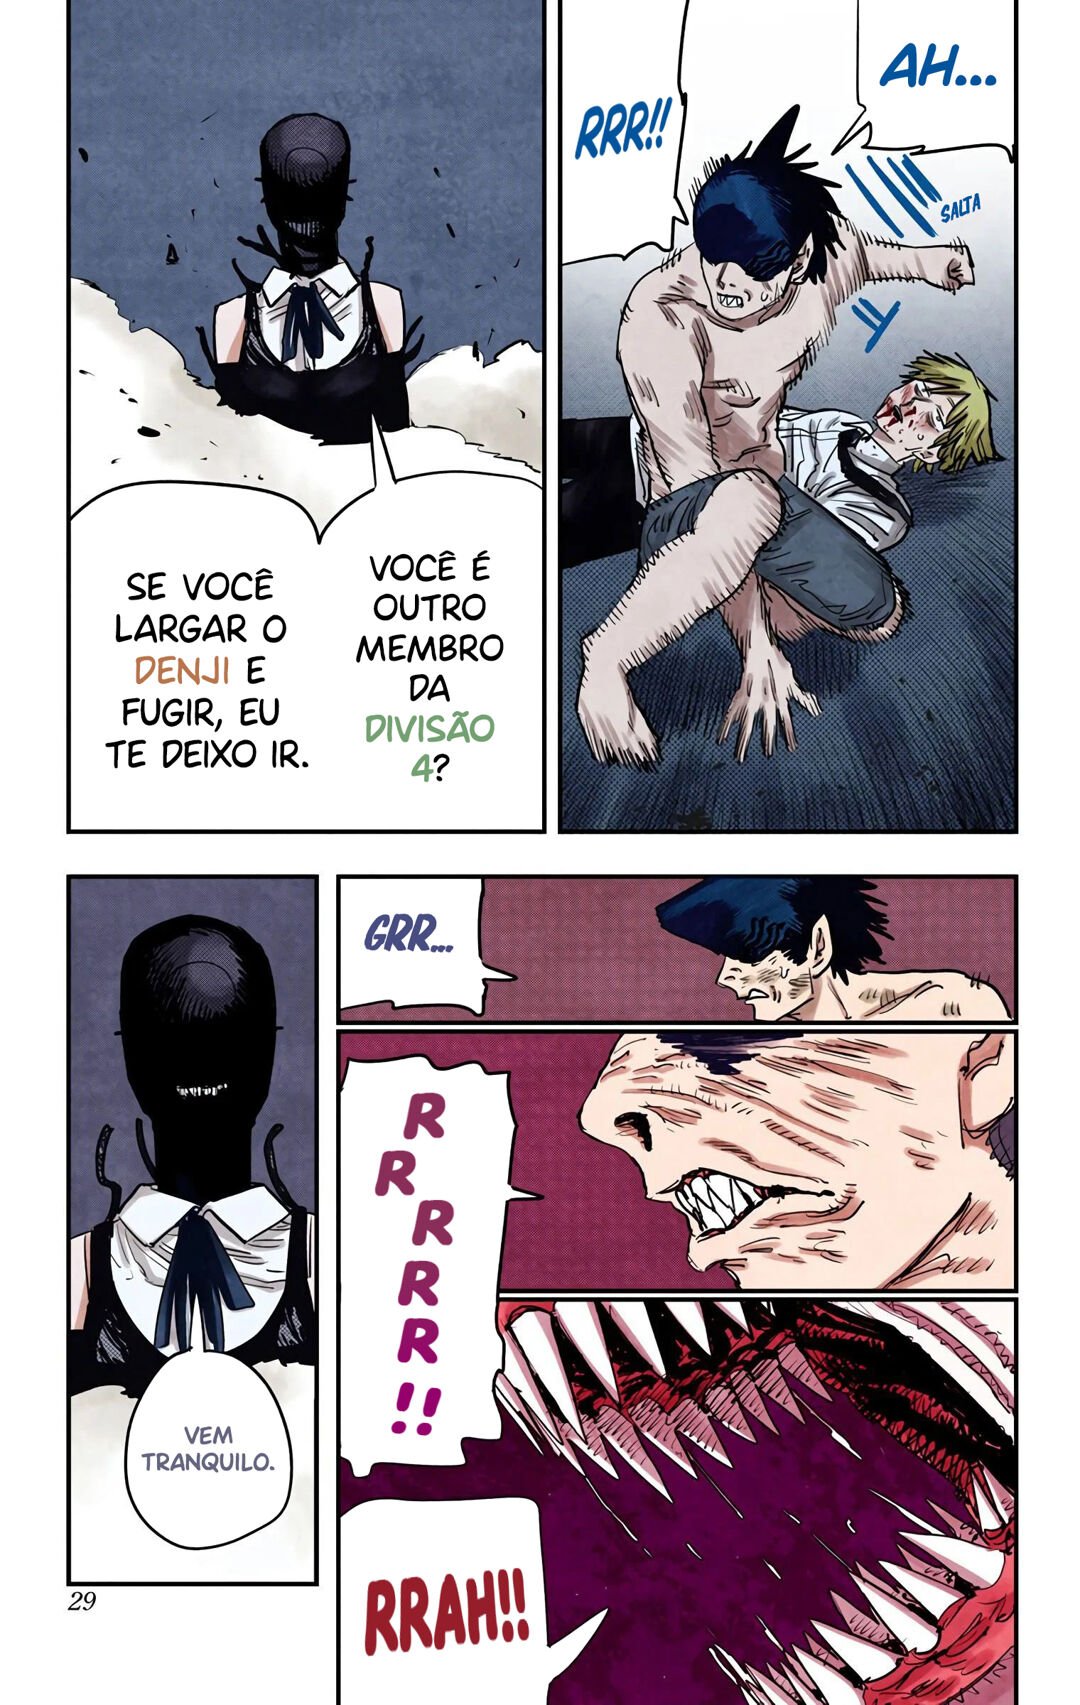 AH...
RRR!!
SALTA
VOCÊ É
OUTRO
MEMBRO
DA
DIVISÃO
4?
SE VOCÊ
LARGAR O
DENJI E
FUGIR, EU
TE DEIXO IR.
GRR...
R
R
R
R
R
!!
RRAH!!
VEM
TRANQUILO.
29